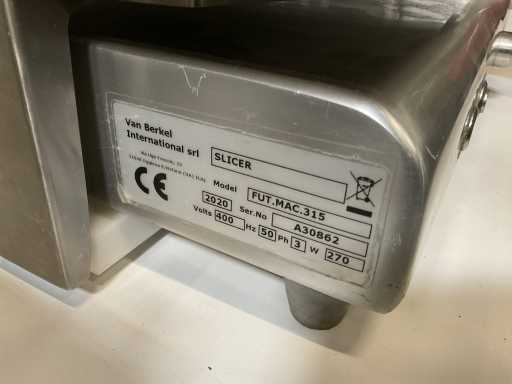 Van Berkel
International srl
SLICER
CE
Model FUT.MAC.315
2020 Ser.No A30862
Volts 400 Hz 50 Ph 3 W 270